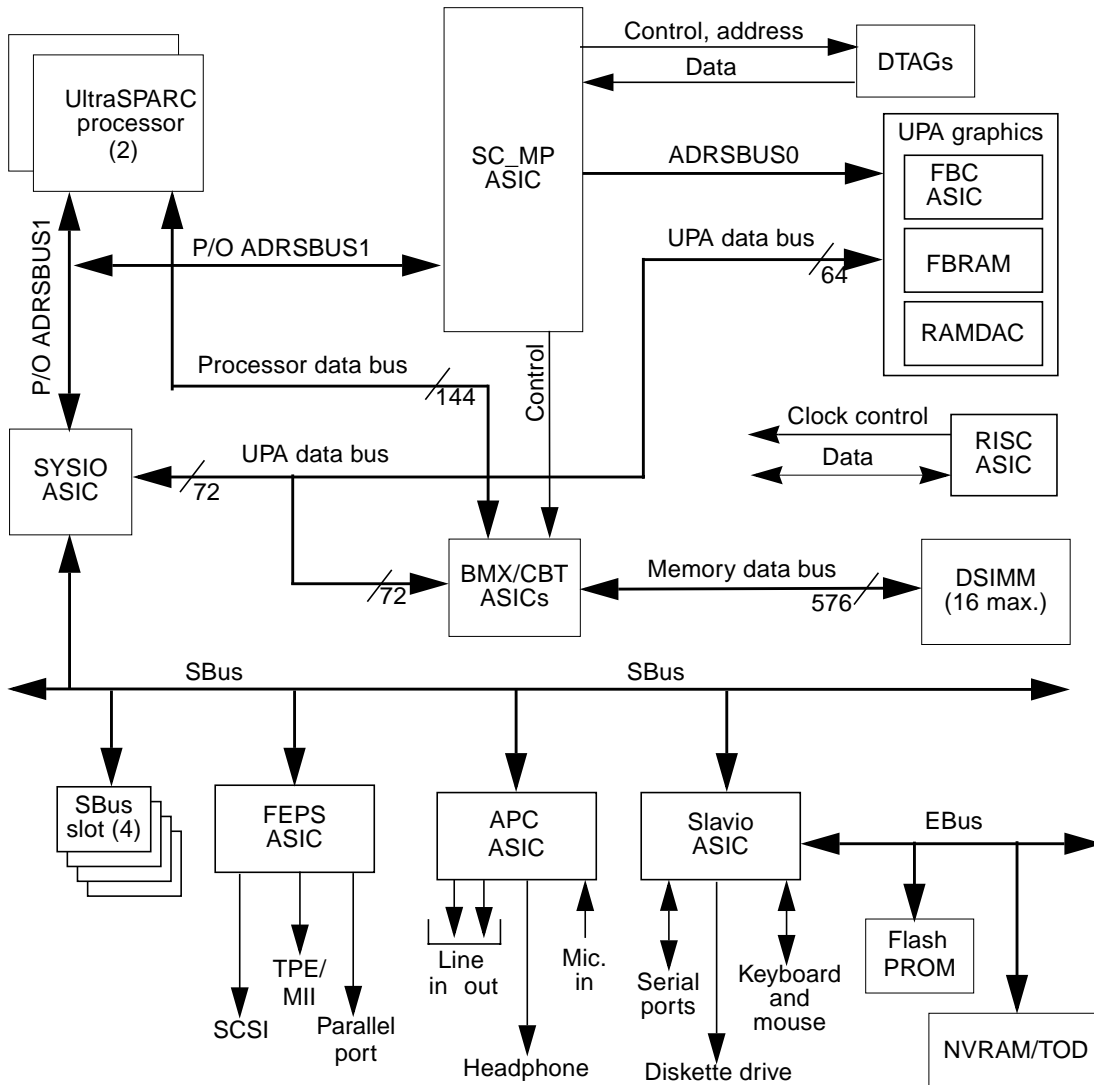 Control, address
DTAGs
Data
UltraSPARC
processor
(2)
SC_MP
ASIC
UPA graphics
ADRSBUS0
FBC
ASIC
P/O ADRSBUS1
P/O ADRSBUS1
UPA data bus
64
FBRAM
RAMDAC
Processor data bus
144
Control
Clock control
Data
RISC
ASIC
SYSIO
ASIC
UPA data bus
72
72
BMX/CBT
ASICs
Memory data bus
576
DSIMM
(16 max.)
SBus
SBus
SBus
slot (4)
FEPS
ASIC
APC
ASIC
Slavio
ASIC
EBus
SCSI
TPE/
MII
Parallel
port
Line
in out
Mic.
in
Headphone
Serial
ports
Keyboard
and
mouse
Diskette drive
Flash
PROM
NVRAM/TOD